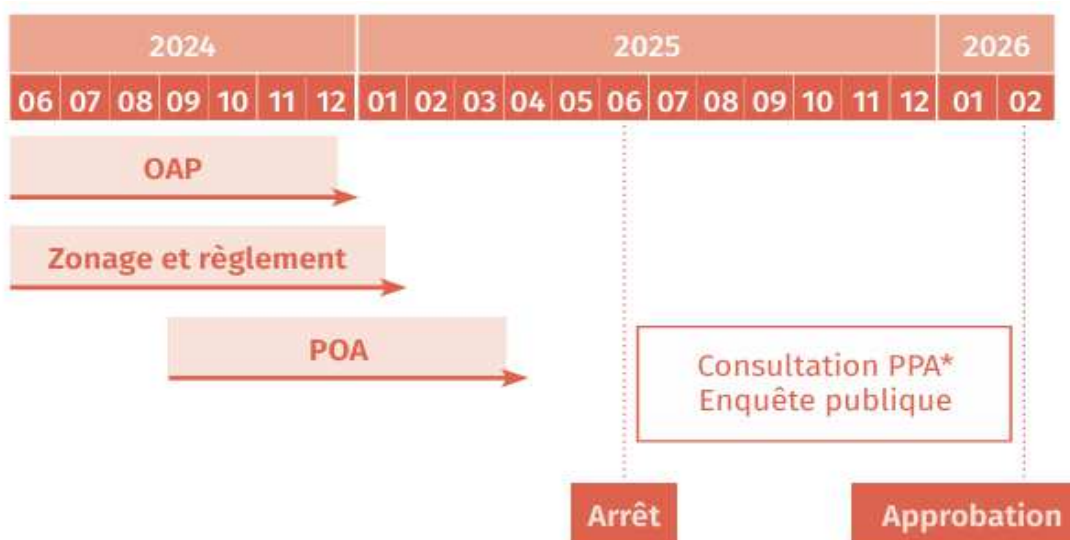 2024 2025 2026
06 07 08 09 10 11 12 01 02 03 04 05 06 07 08 09 10 11 12 01 02
OAP
Zonage et règlement
POA
Consultation PPA*
Enquête publique
Arrêt Approbation